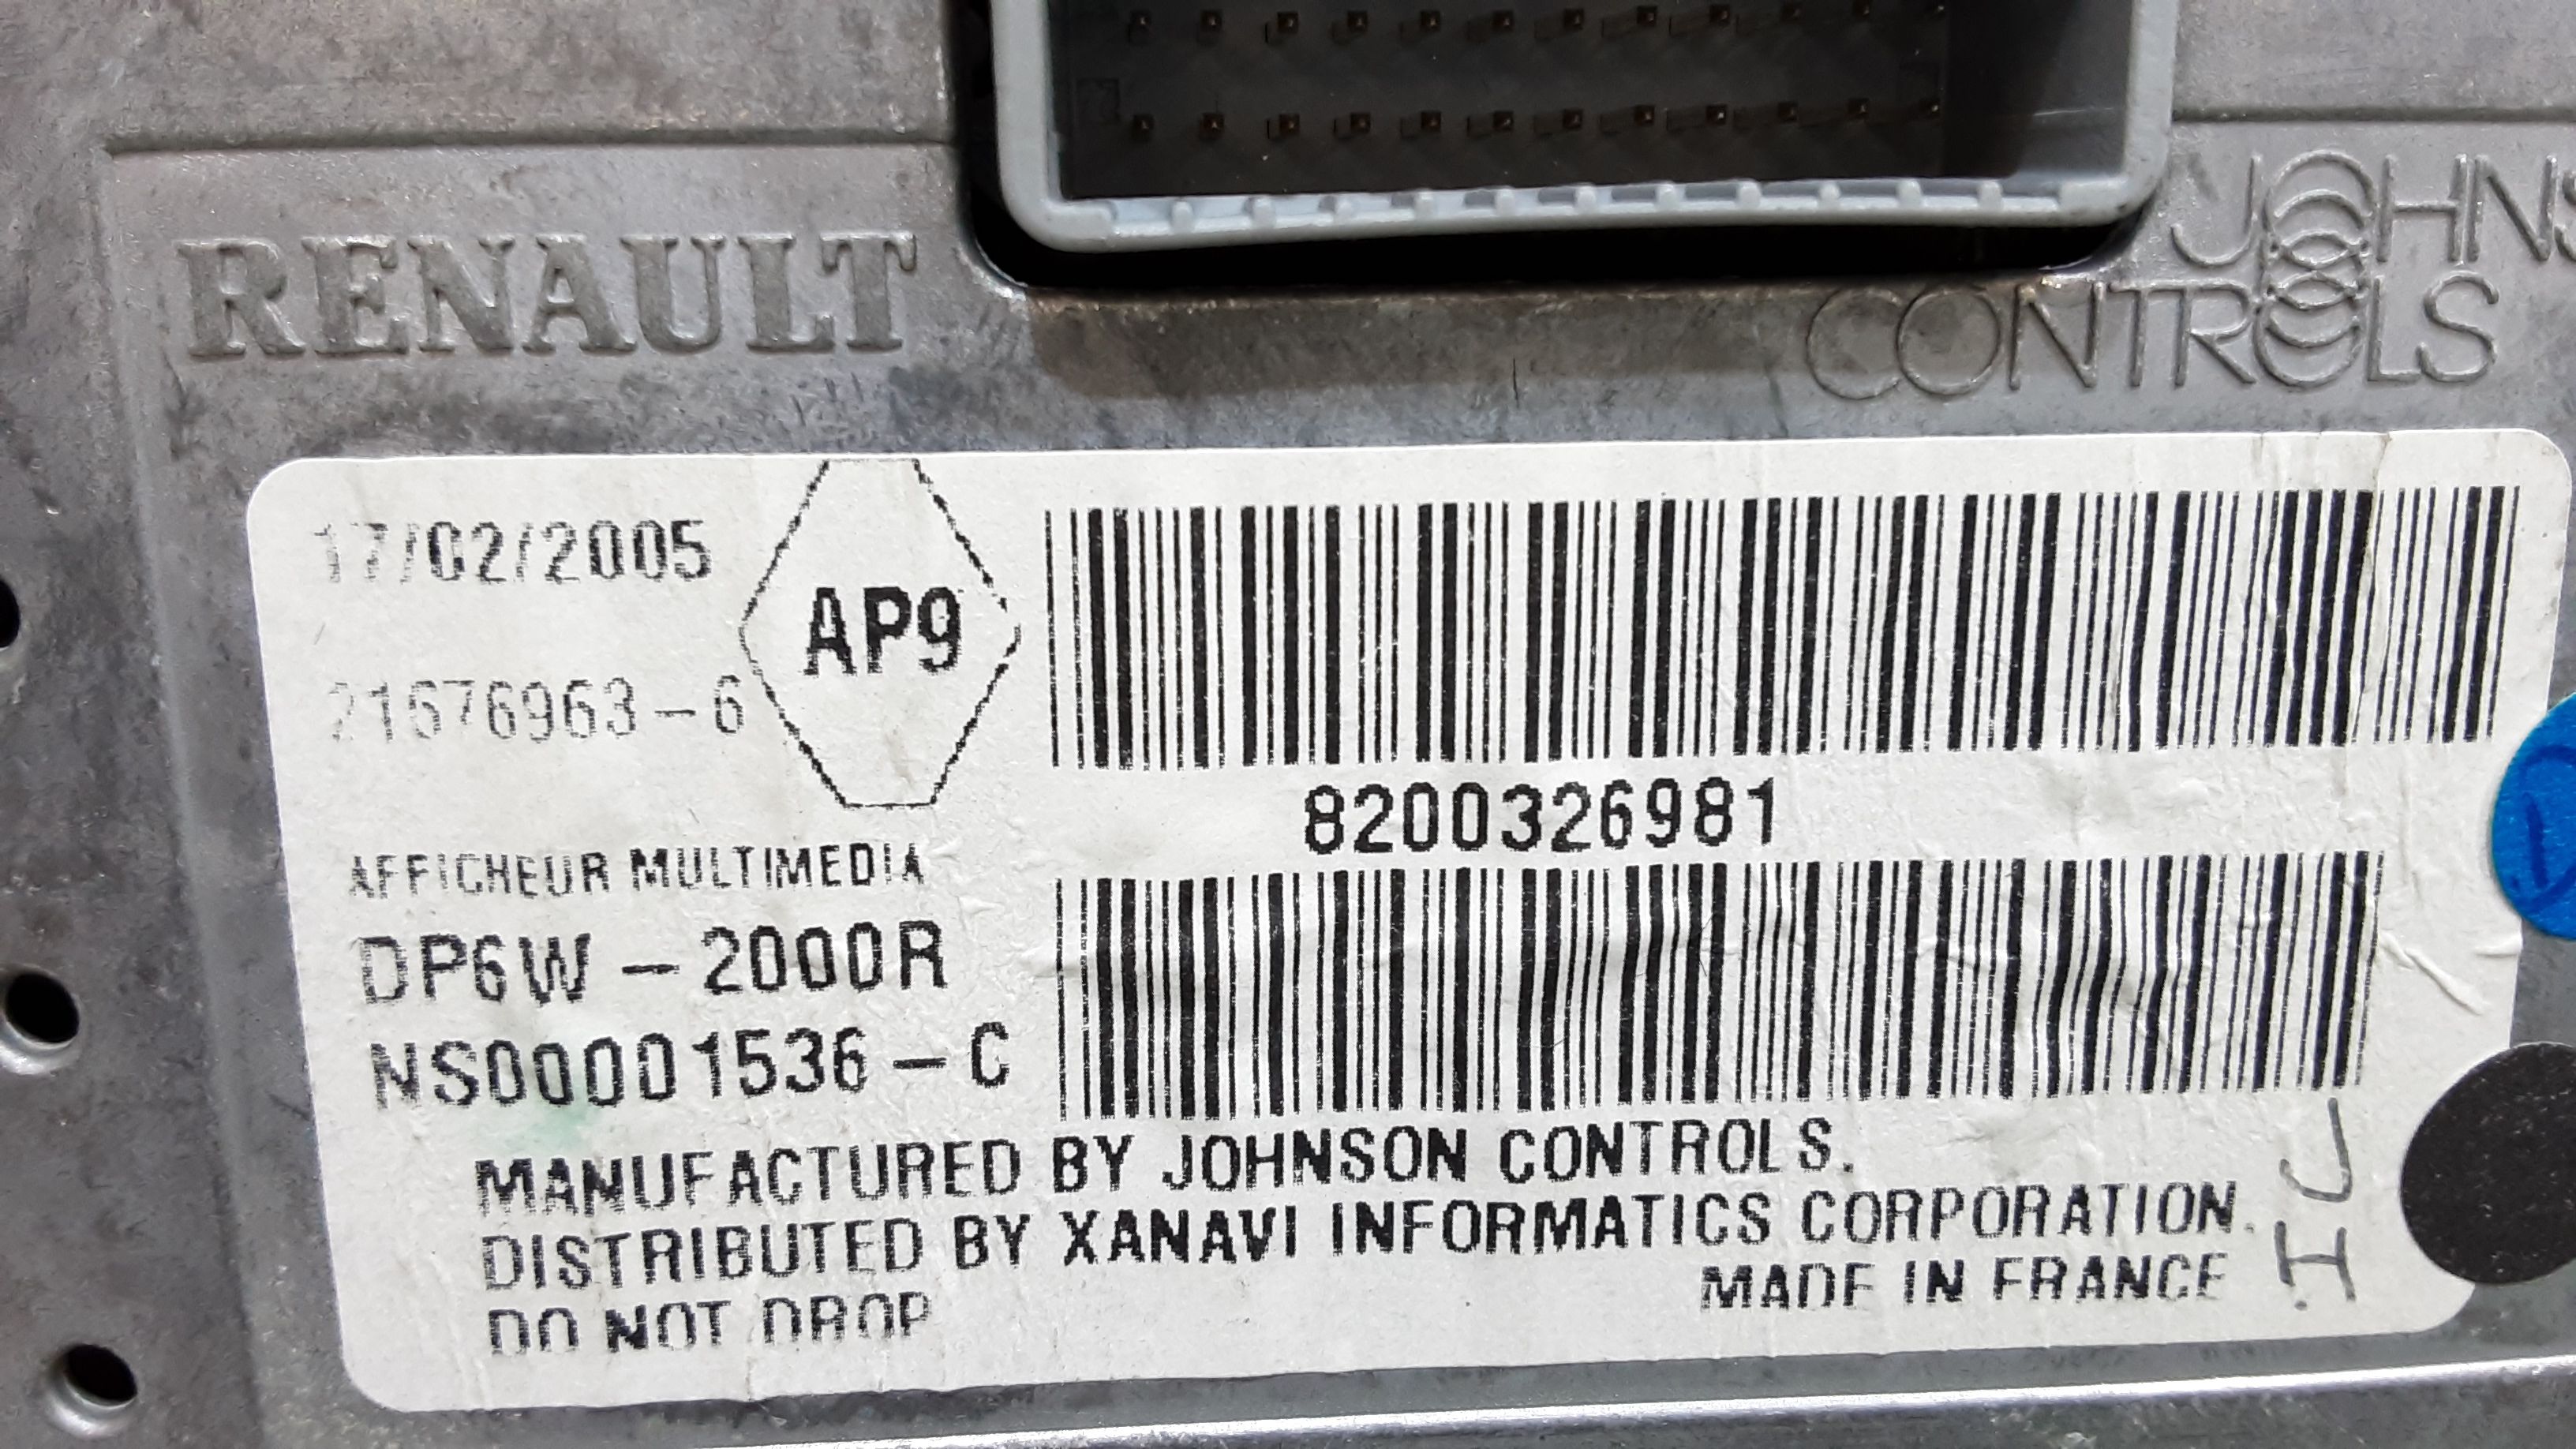 RENAULT
JOHNS
CONTROLS
17/02/2005
AP9
21676963-6
8200326981
AFFICHEUR MULTIMEDIA
DP6W-2000R
NS00001536-C
MANUFACTURED BY JOHNSON CONTROLS.
DISTRIBUTED BY XANAVI INFORMATICS CORPORATION.
MADE IN FRANCE
DO NOT DROP